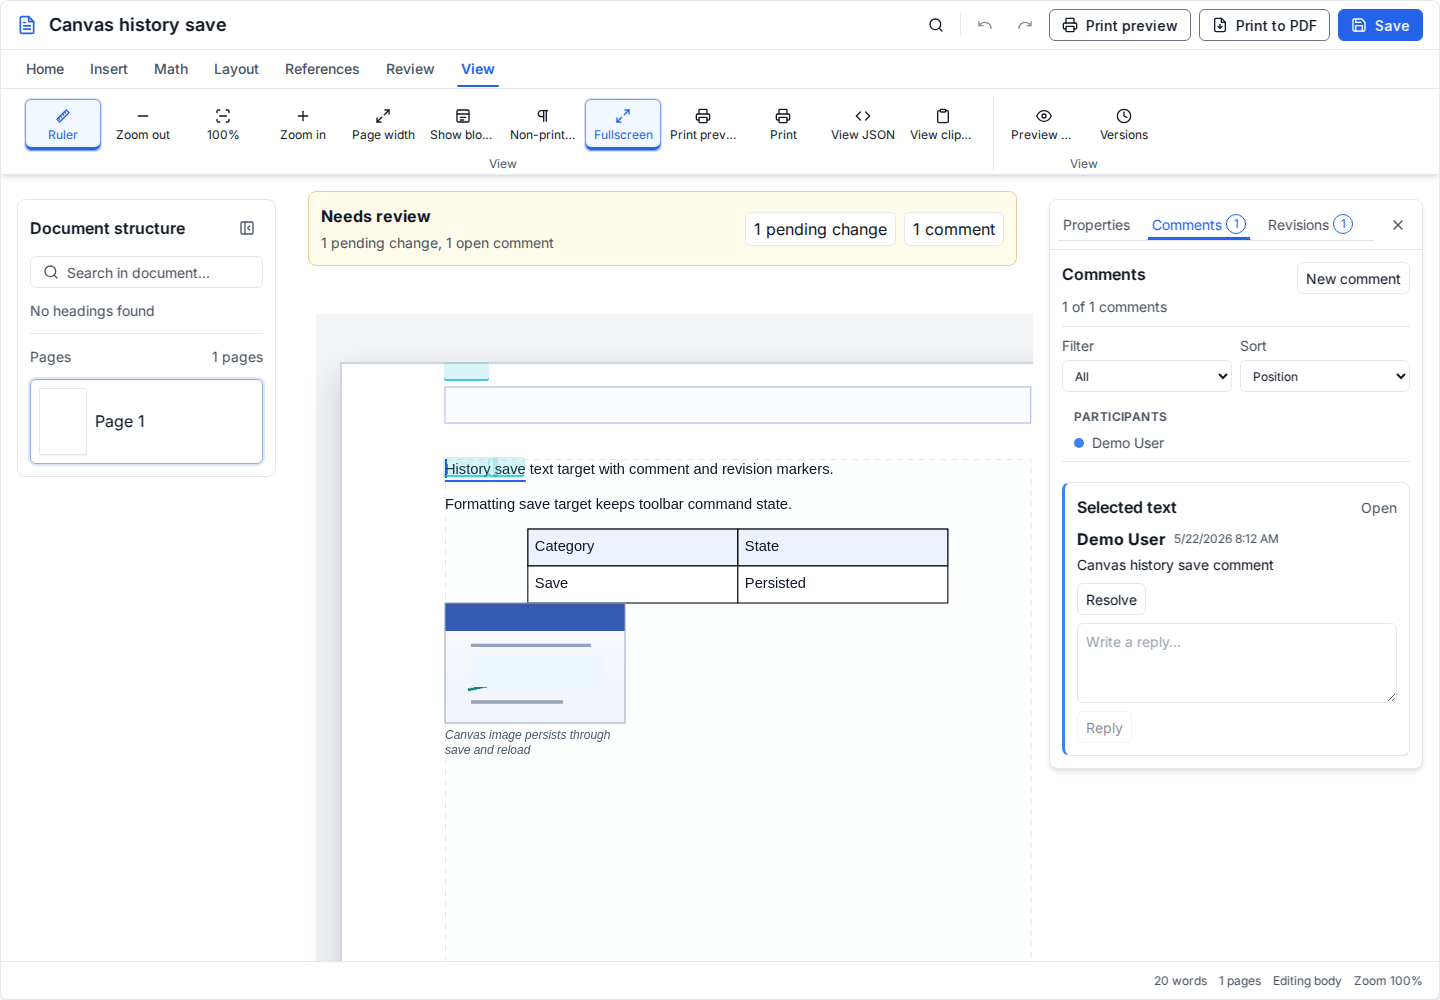 Canvas history save
Print preview
Print to PDF
Save
Home
Insert
Math
Layout
References
Review
View
Ruler
Zoom out
100%
Zoom in
Page width
Show blo...
Non-print...
Fullscreen
Print prev...
Print
View JSON
View clip...
View
Preview ...
Versions
View
Document structure
Search in document...
No headings found
Pages
1 pages
Page 1
Needs review
1 pending change, 1 open comment
1 pending change
1 comment
History save text target with comment and revision markers.
Formatting save target keeps toolbar command state.
Category
State
Save
Persisted
Canvas image persists through
save and reload
Properties
Comments 1
Revisions 1
Comments
New comment
1 of 1 comments
Filter
Sort
All
Position
PARTICIPANTS
Demo User
Selected text
Open
Demo User 5/22/2026 8:12 AM
Canvas history save comment
Resolve
Write a reply...
Reply
20 words
1 pages
Editing body
Zoom 100%